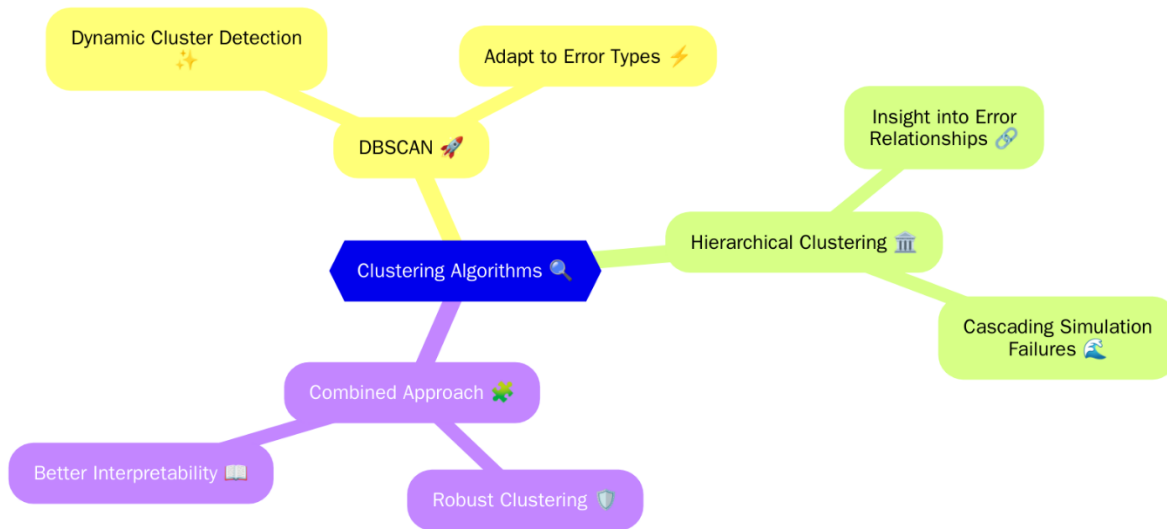 Dynamic Cluster Detection
✨
Adapt to Error Types ⚡
DBSCAN 🚀
Insight into Error
Relationships 🔗
Hierarchical Clustering 🏛️
Clustering Algorithms 🔍
Cascading Simulation
Failures 🌊
Combined Approach 🧩
Better Interpretability 📖
Robust Clustering 🛡️